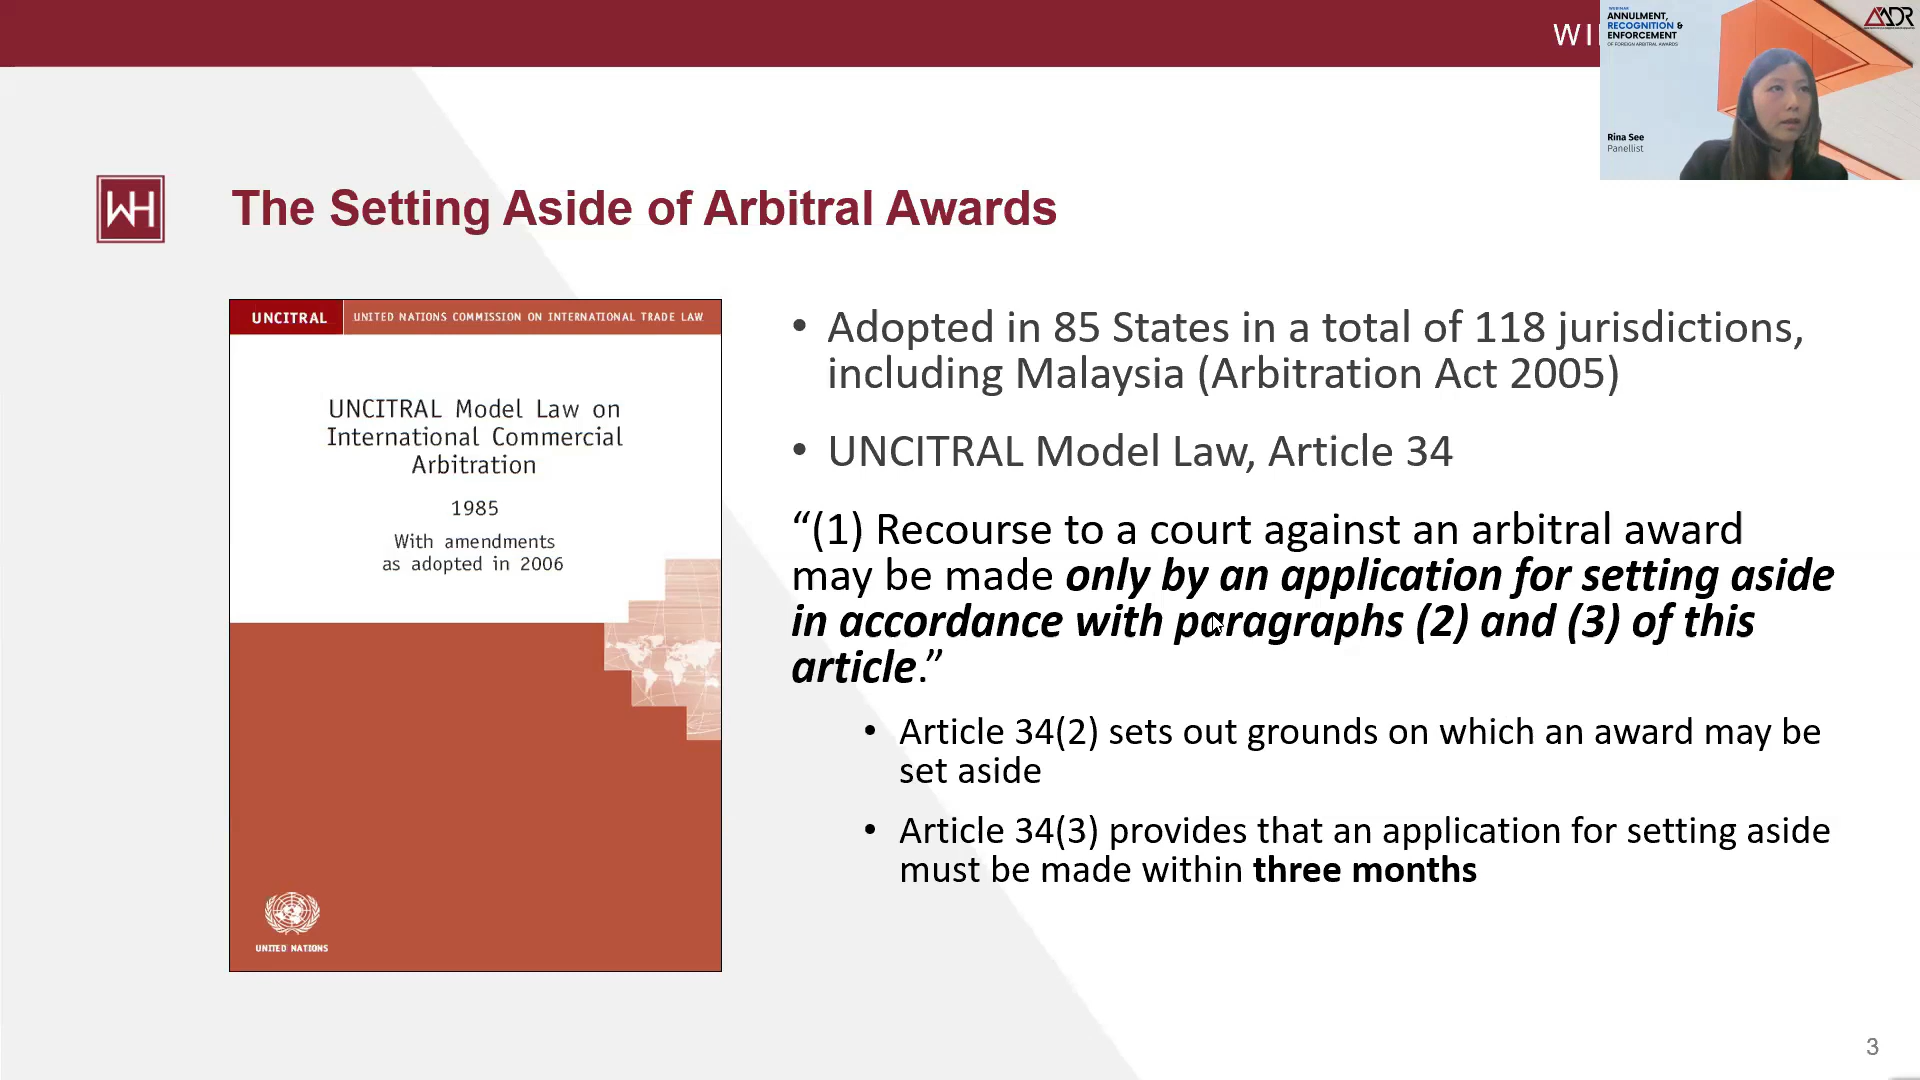 WI
WEBINAR
ANNULMENT,
RECOGNITION &
ENFORCEMENT
OF FOREIGN ARBITRAL AWARDS
Rina See
Panellist
WH
The Setting Aside of Arbitral Awards
UNCITRAL
UNITED NATIONS COMMISSION ON INTERNATIONAL TRADE LAW
UNCITRAL Model Law on
International Commercial
Arbitration
1985
With amendments
as adopted in 2006
UNITED NATIONS
• Adopted in 85 States in a total of 118 jurisdictions,
including Malaysia (Arbitration Act 2005)
• UNCITRAL Model Law, Article 34
“(1) Recourse to a court against an arbitral award
may be made only by an application for setting aside
in accordance with paragraphs (2) and (3) of this
article.”
• Article 34(2) sets out grounds on which an award may be
set aside
• Article 34(3) provides that an application for setting aside
must be made within three months
3